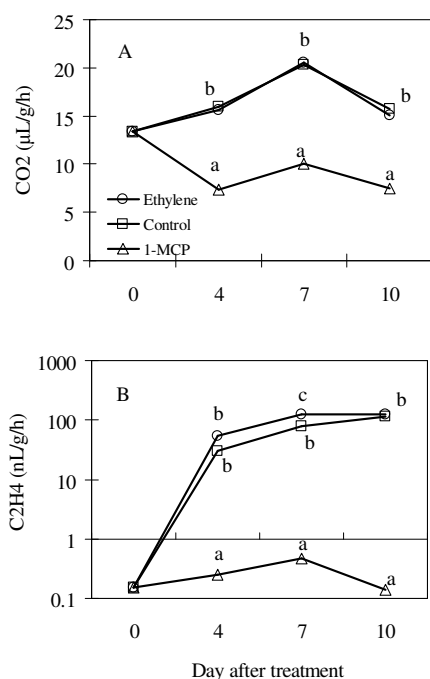 A
CO2 (µL/g/h)
25
20
15
10
5
0
b
b
b
a
a
a
Ethylene
Control
1-MCP
0 4 7 10
B
C2H4 (nL/g/h)
1000
100
10
1
0.1
b
c
b
b
b
a
a
a
0 4 7 10
Day after treatment